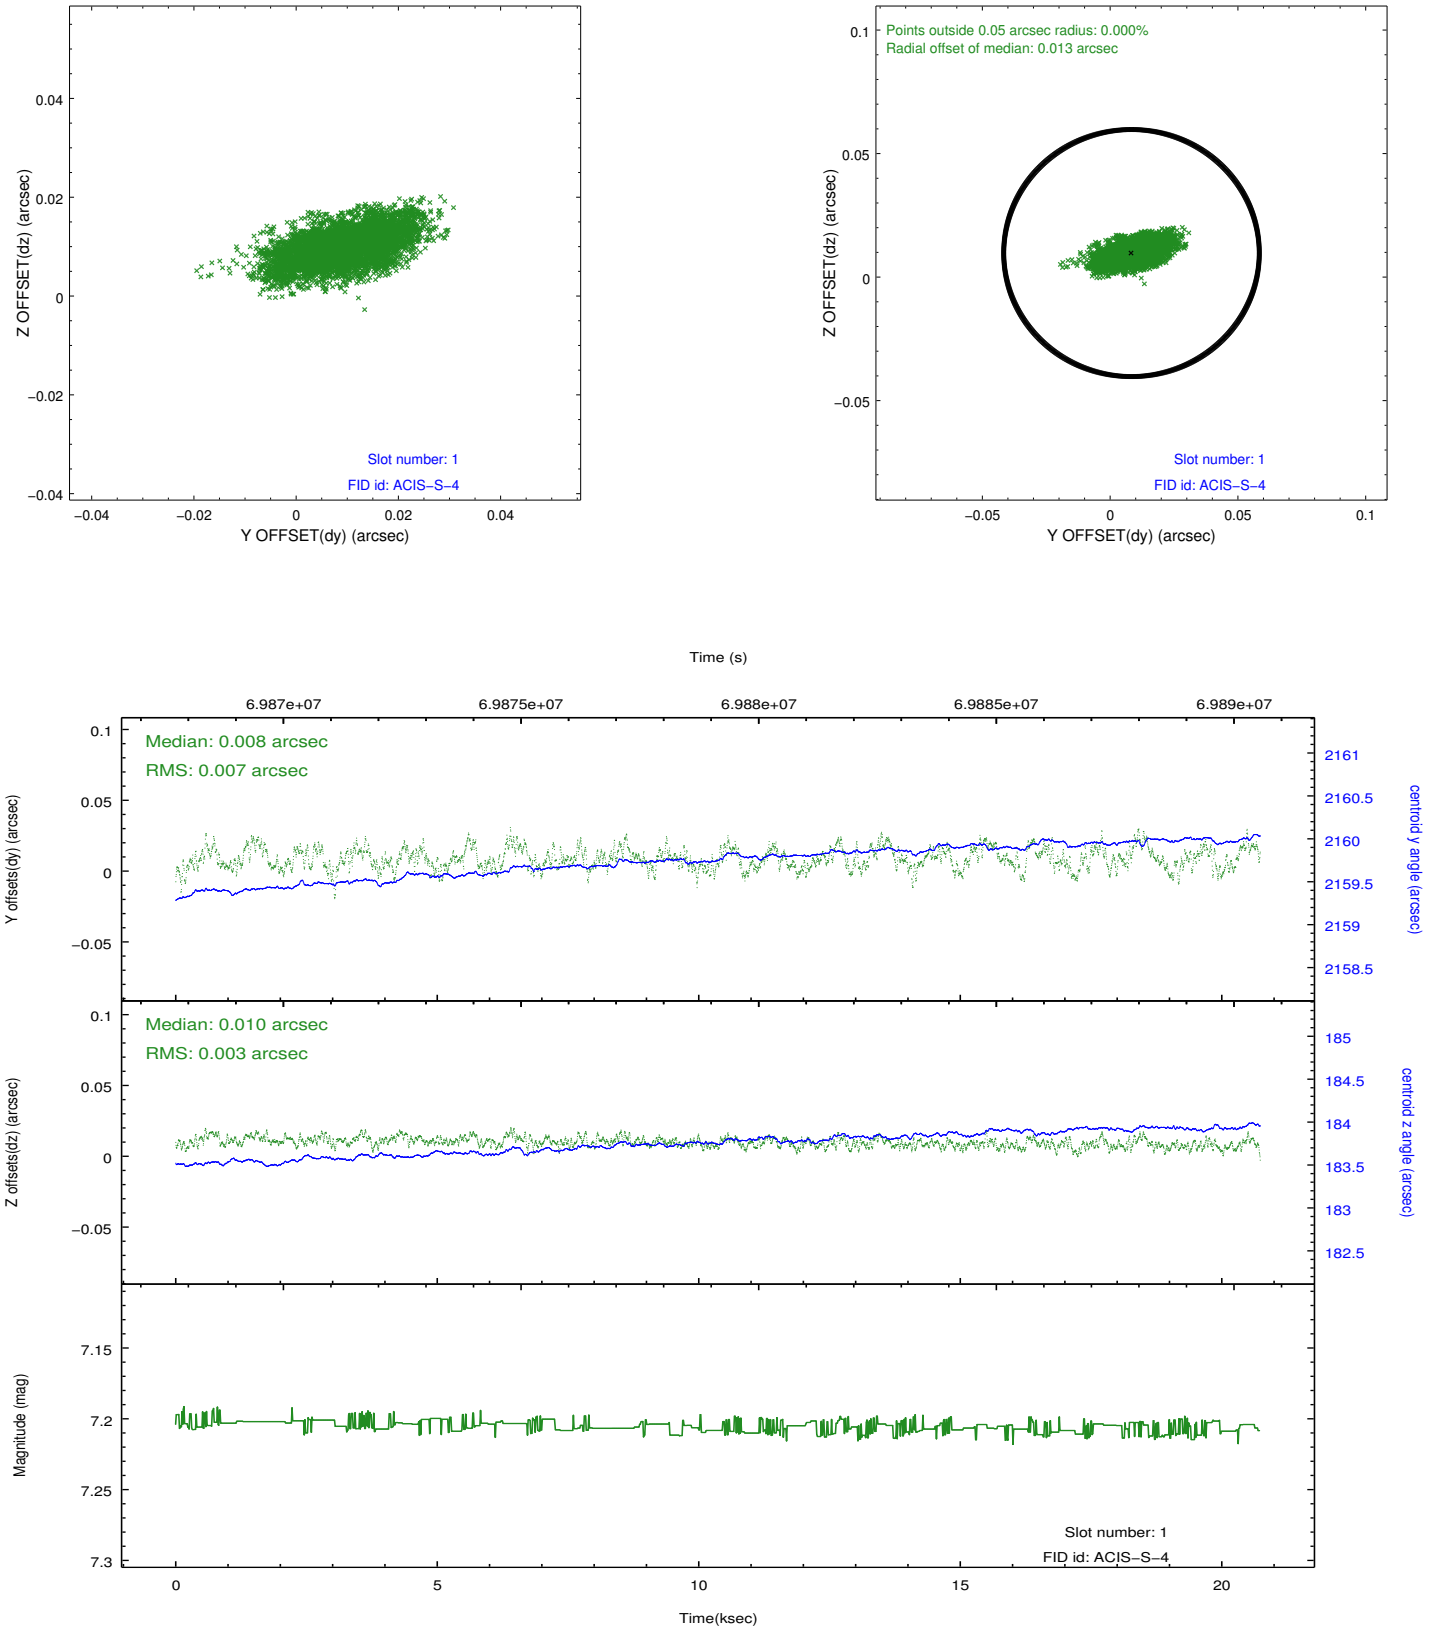 0.04
0.02
0
−0.02
−0.04
Z OFFSET(dz) (arcsec)
Slot number: 1
FID id: ACIS−S−4
−0.04 −0.02 0 0.02 0.04
Y OFFSET(dy) (arcsec)
Points outside 0.05 arcsec radius: 0.000%
Radial offset of median: 0.013 arcsec
0.1
0.05
0
−0.05
Z OFFSET(dz) (arcsec)
Slot number: 1
FID id: ACIS−S−4
−0.05 0 0.05 0.1
Y OFFSET(dy) (arcsec)
Time (s)
6.987e+07 6.9875e+07 6.988e+07 6.9885e+07 6.989e+07
Median: 0.008 arcsec
RMS: 0.007 arcsec
0.1
0.05
0
−0.05
Y offsets(dy) (arcsec)
2161
2160.5
2160
2159.5
2159
2158.5
centroid y angle (arcsec)
Median: 0.010 arcsec
RMS: 0.003 arcsec
0.1
0.05
0
−0.05
Z offsets(dz) (arcsec)
185
184.5
184
183.5
183
182.5
centroid z angle (arcsec)
7.15
7.2
7.25
7.3
Magnitude (mag)
Slot number: 1
FID id: ACIS−S−4
0 5 10 15 20
Time(ksec)